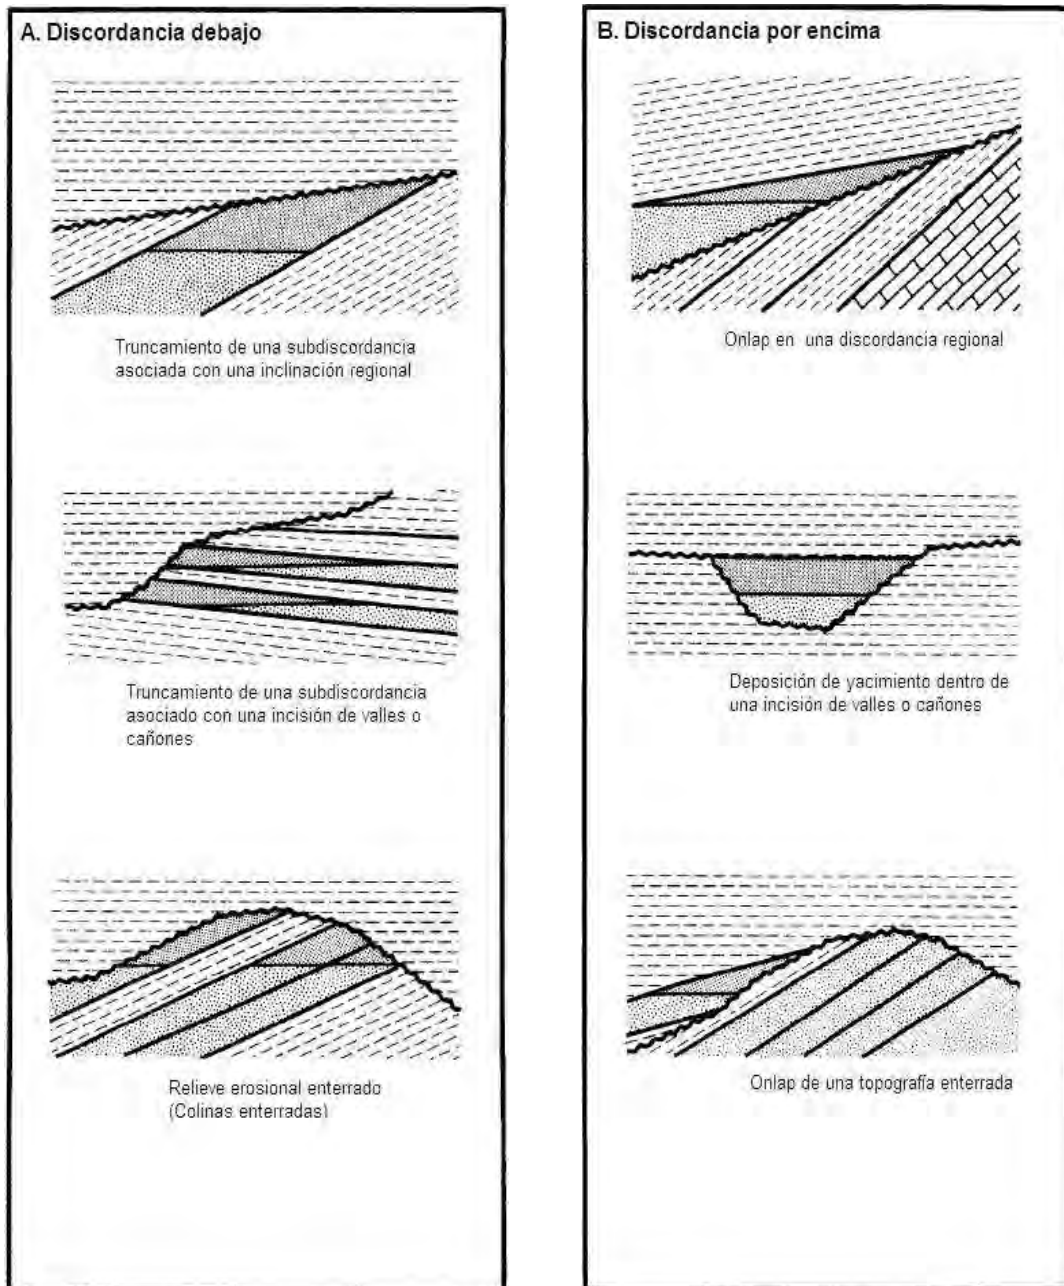 A. Discordancia debajo
Truncamiento de una subdiscordancia
asociada con una inclinación regional
Truncamiento de una subdiscordancia
asociado con una incisión de valles o
cañones
Relieve erosional enterrado
(Colinas enterradas)
B. Discordancia por encima
Onlap en una discordancia regional
Deposición de yacimiento dentro de
una incisión de valles o cañones
Onlap de una topografía enterrada